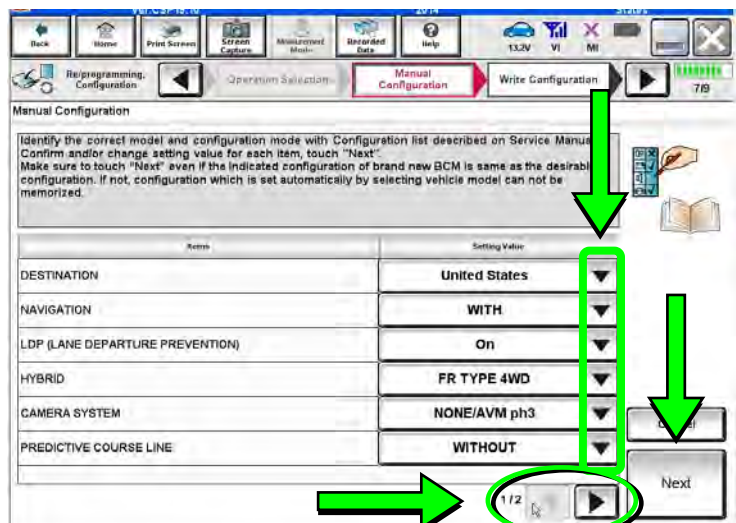 Back
Home
Print Screen
Screen
Capture
Measurement
Mode
Recorded
Data
Help
13.2V
VI
MI
Re/programming,
Configuration
Operation Selection
Manual
Configuration
Write Configuration
7/9
Manual Configuration
Identify the correct model and configuration mode with Configuration list described on Service
Confirm and/or change setting value for each item, touch "Next".
Make sure to touch "Next" even if the indicated configuration of brand new BCM is same as the
configuration. If not, configuration which is set automatically by selecting vehicle model can not be
memorized.
Items
Setting Value
DESTINATION
United States
NAVIGATION
WITH
LDP (LANE DEPARTURE PREVENTION)
On
HYBRID
FR TYPE 4WD
CAMERA SYSTEM
NONE/AVM ph3
PREDICTIVE COURSE LINE
WITHOUT
1/2
Next